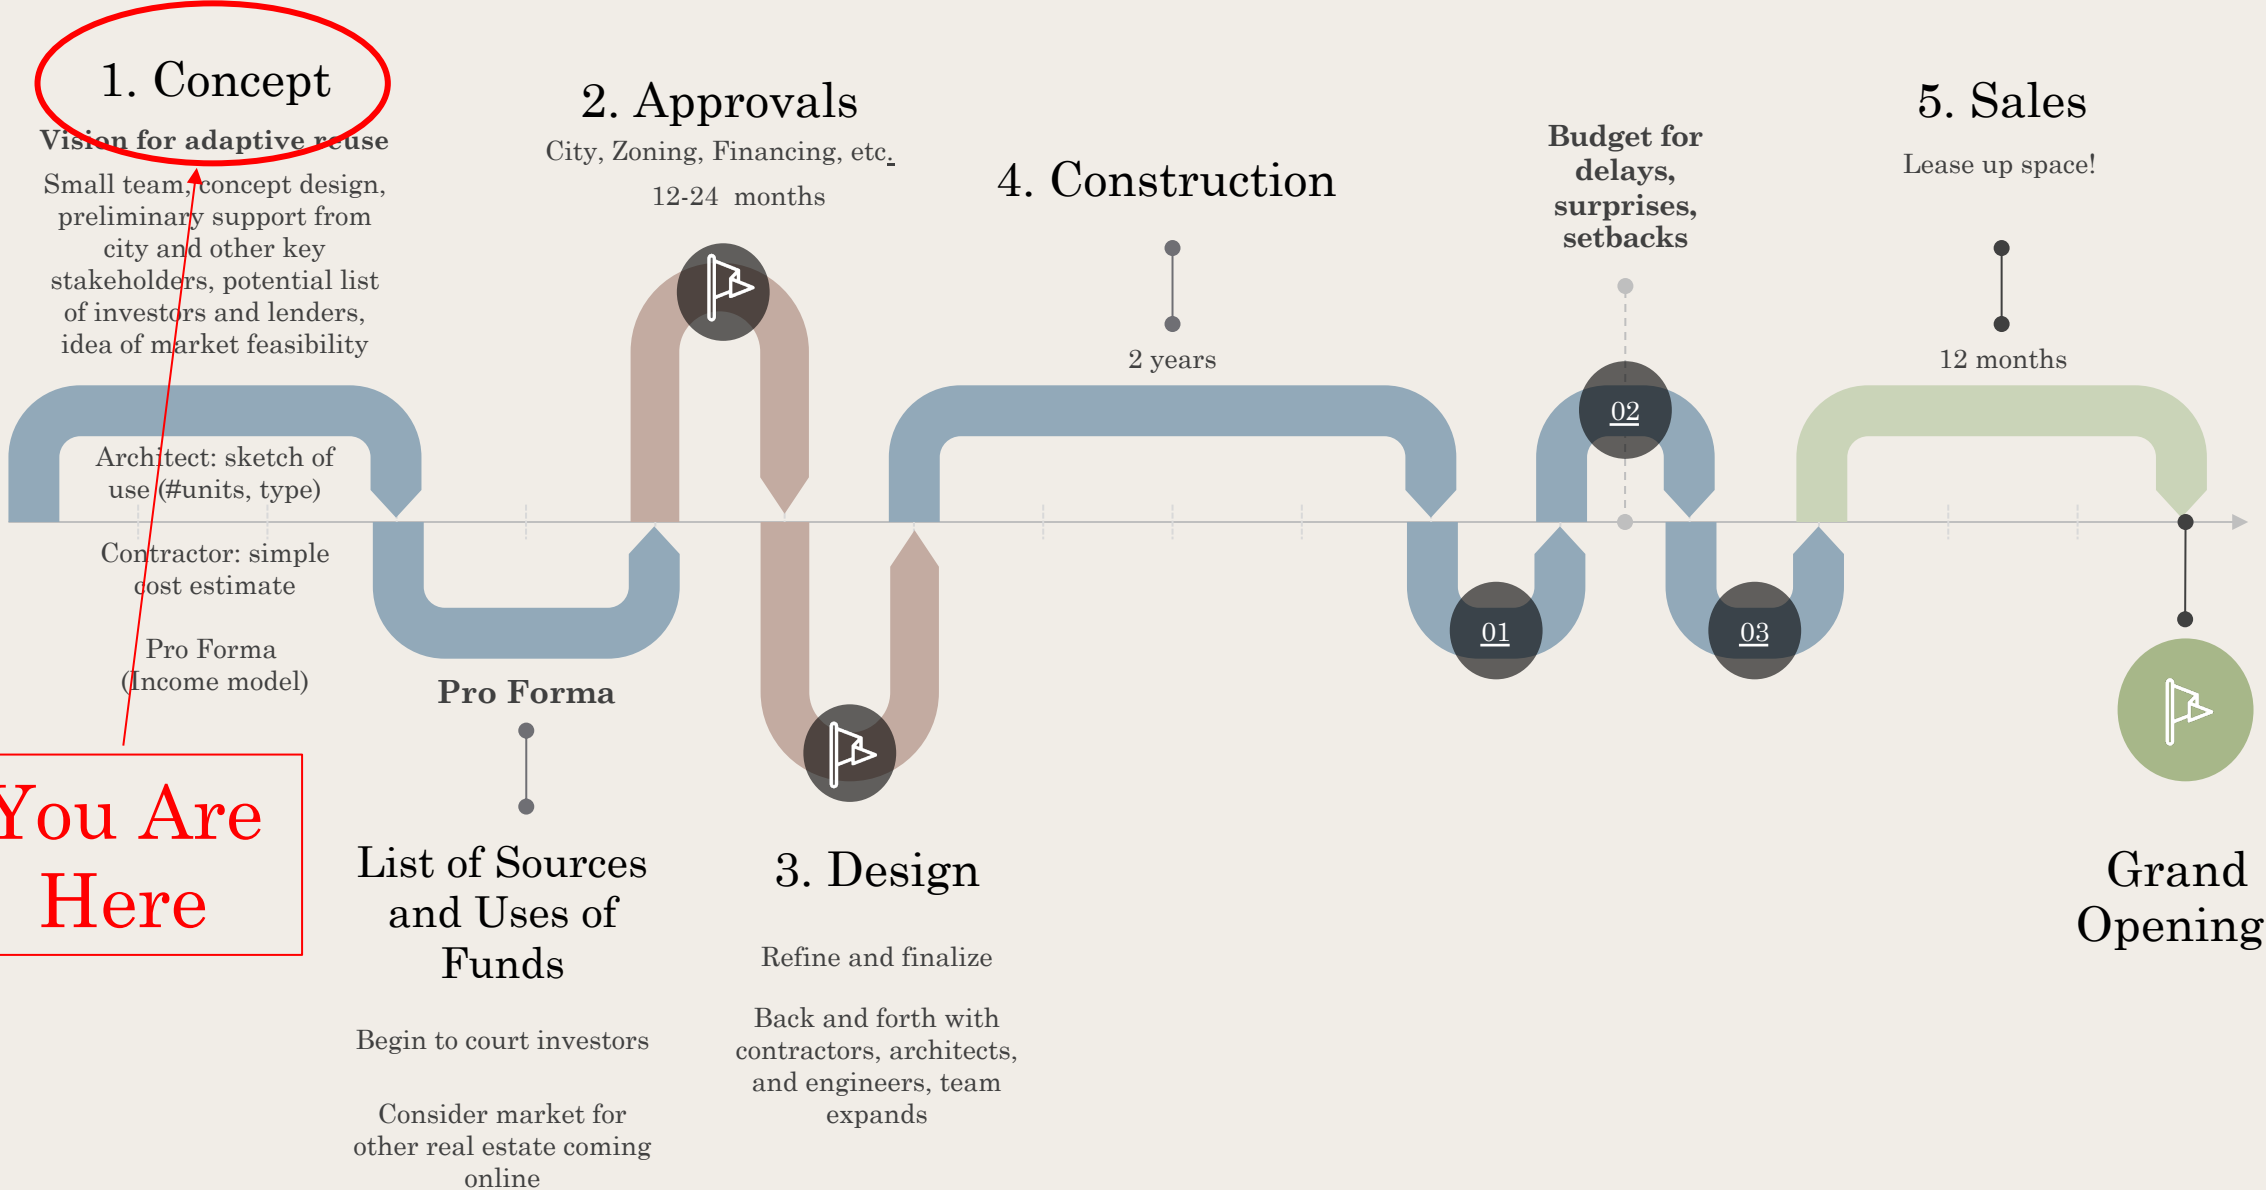 1. Concept
Vision for adaptive reuse
Small team, concept design,
preliminary support from
city and other key
stakeholders, potential list
of investors and lenders,
idea of market feasibility
Architect: sketch of
use (#units, type)
Contractor: simple
cost estimate
Pro Forma
(Income model)
You Are
Here
Pro Forma
List of Sources
and Uses of
Funds
Begin to court investors
Consider market for
other real estate coming
online
2. Approvals
City, Zoning, Financing, etc.
12-24 months
3. Design
Refine and finalize
Back and forth with
contractors, architects,
and engineers, team
expands
4. Construction
2 years
Budget for
delays,
surprises,
setbacks
01
02
03
5. Sales
Lease up space!
12 months
Grand
Opening